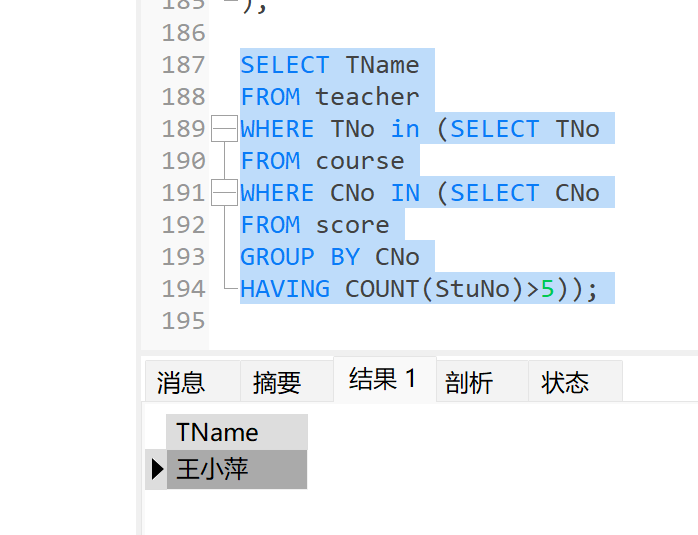 185 );
186
187 SELECT TName
188 FROM teacher
189 WHERE TNo in (SELECT TNo
190 FROM course
191 WHERE CNo IN (SELECT CNo
192 FROM score
193 GROUP BY CNo
194 HAVING COUNT(StuNo)>5));
195
消息 摘要 结果 1 剖析 状态
TName
王小萍